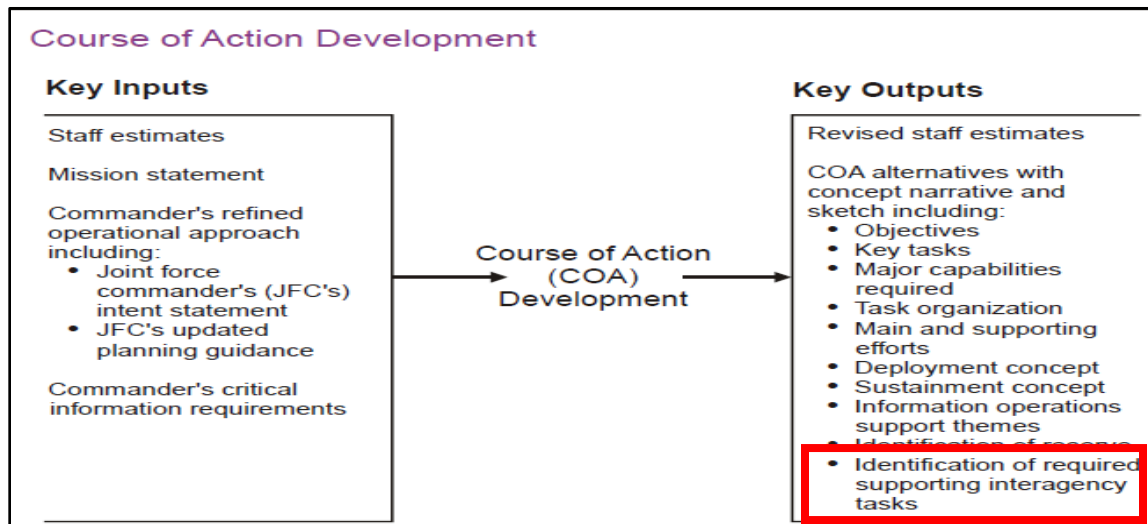 Course of Action Development
Key Inputs
Staff estimates
Mission statement
Commander's refined
operational approach
including:
• Joint force
commander's (JFC's)
intent statement
• JFC's updated
planning guidance
Commander's critical
information requirements
Course of Action
(COA)
Development
Key Outputs
Revised staff estimates
COA alternatives with
concept narrative and
sketch including:
• Objectives
• Key tasks
• Major capabilities
required
• Task organization
• Main and supporting
efforts
• Deployment concept
• Sustainment concept
• Information operations
support themes
• Identification of reserve
• Identification of required
supporting interagency
tasks